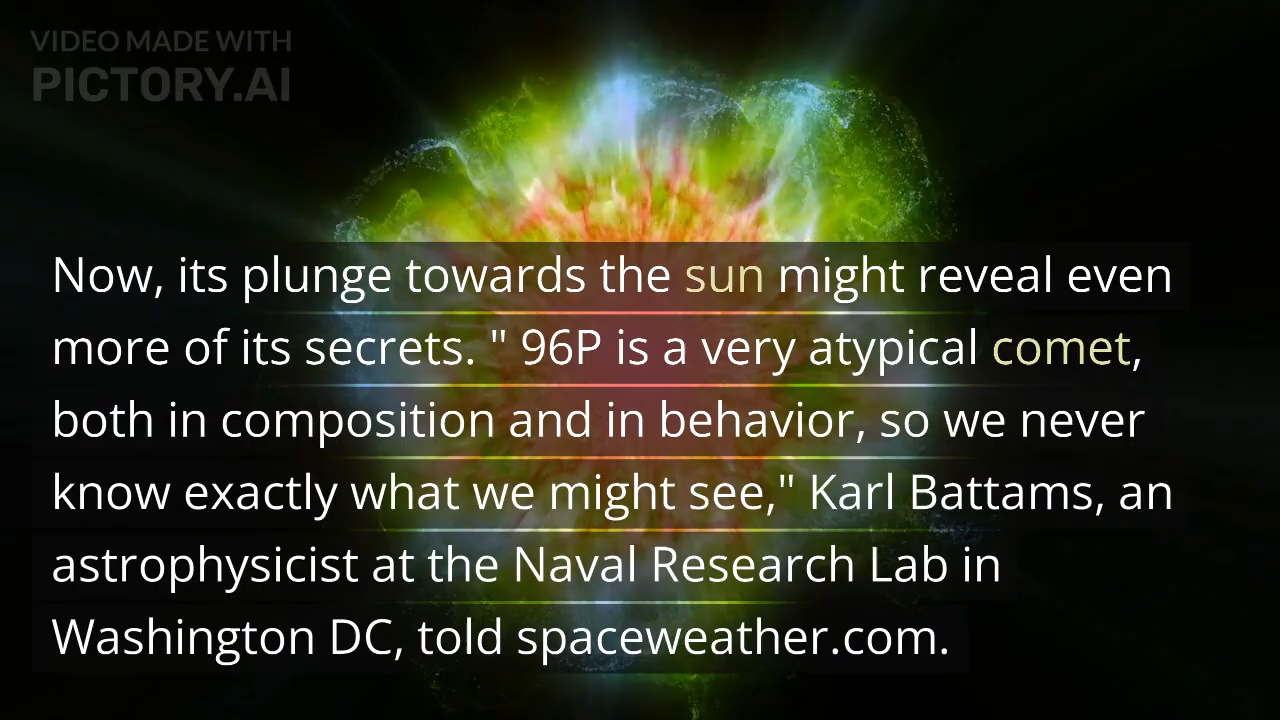 VIDEO MADE WITH
PICTORY.AI
Now, its plunge towards the sun might reveal even
more of its secrets. " 96P is a very atypical comet,
both in composition and in behavior, so we never
know exactly what we might see," Karl Battams, an
astrophysicist at the Naval Research Lab in
Washington DC, told spaceweather.com.